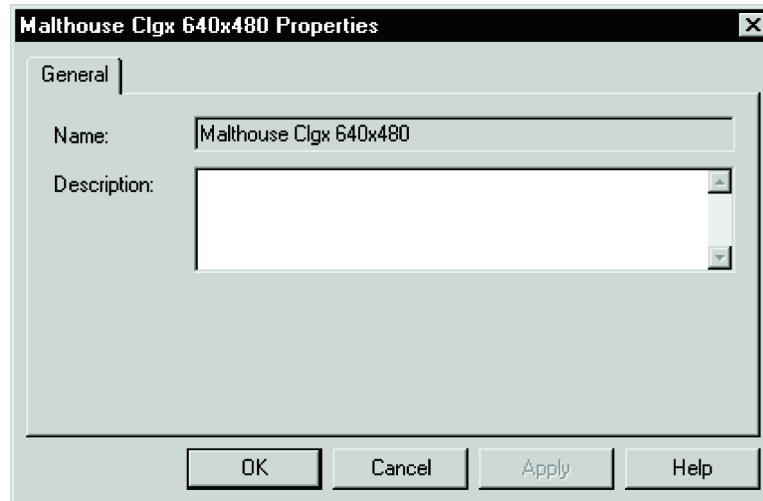 Malthouse Clgx 640x480 Properties
General
Name: Malthouse Clgx 640x480
Description:
OK Cancel Apply Help